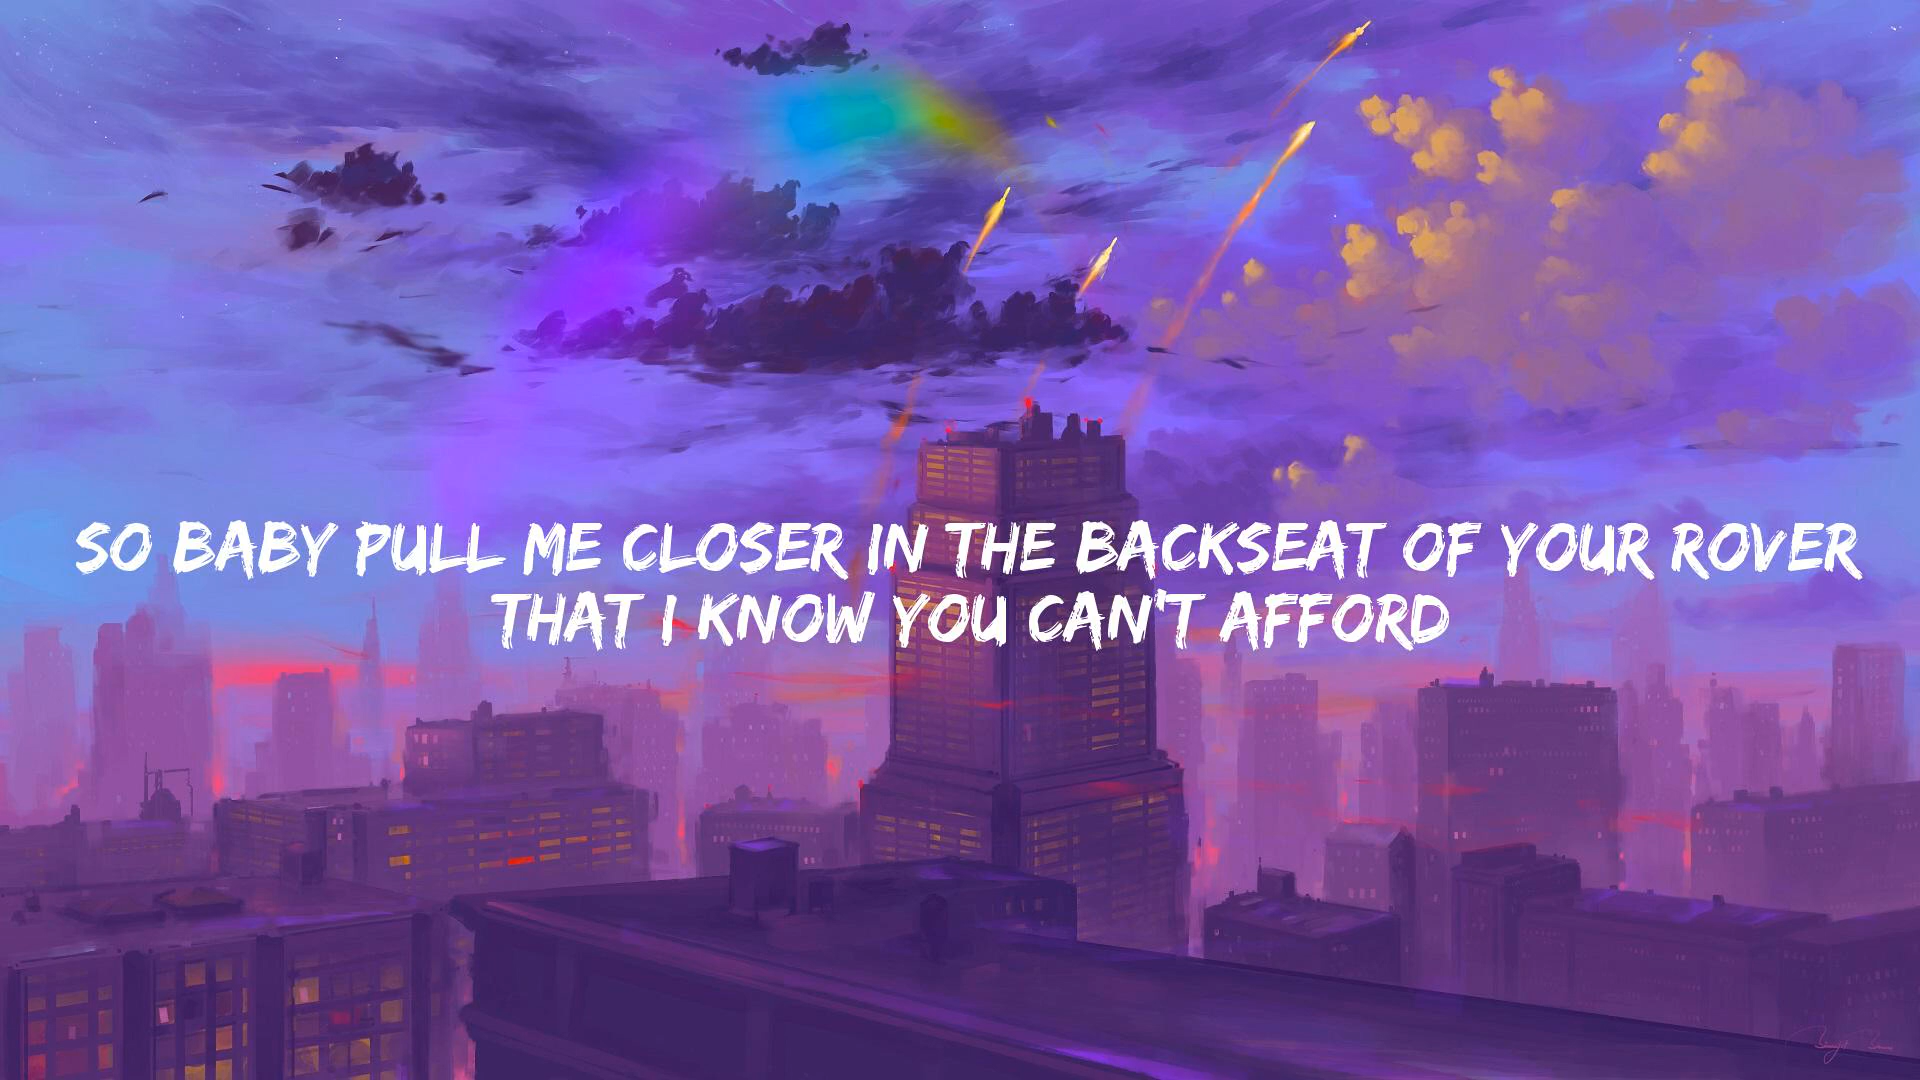 SO BABY PULL ME CLOSER IN THE BACKSEAT OF YOUR ROVER
THAT I KNOW YOU CAN'T AFFORD